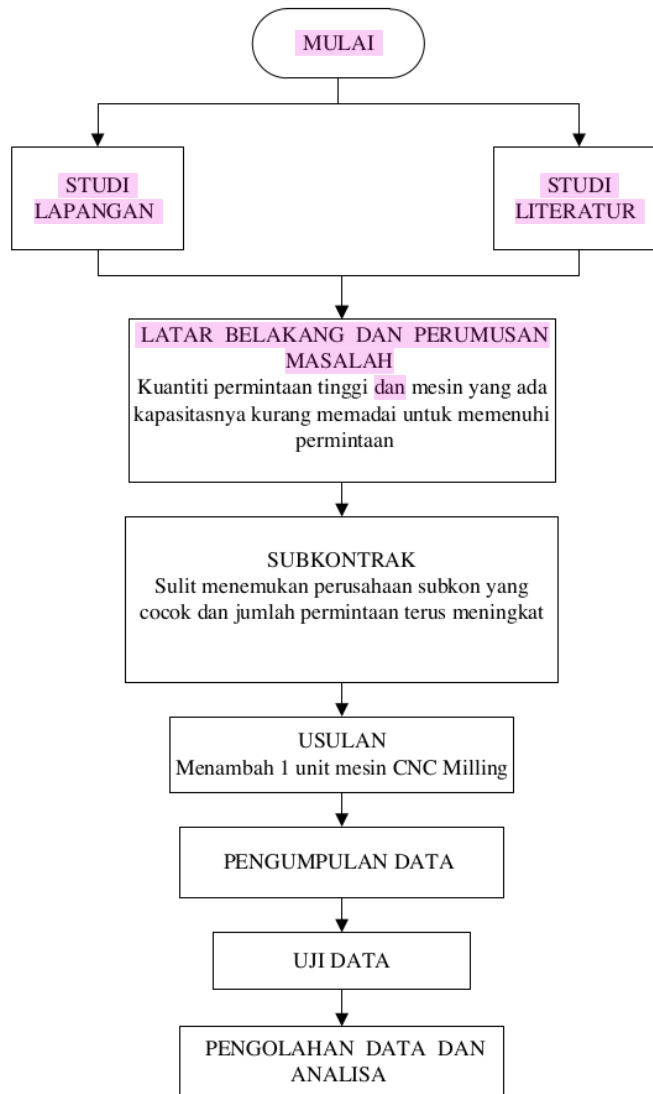 MULAI
STUDI
LAPANGAN
STUDI
LITERATUR
LATAR BELAKANG DAN PERUMUSAN
MASALAH
Kuantiti permintaan tinggi dan mesin yang ada
kapasitasnya kurang memadai untuk memenuhi
permintaan
SUBKONTRAK
Sulit menemukan perusahaan subkon yang
cocok dan jumlah permintaan terus meningkat
USULAN
Menambah 1 unit mesin CNC Milling
PENGUMPULAN DATA
UJI DATA
PENGOLAHAN DATA DAN
ANALISA